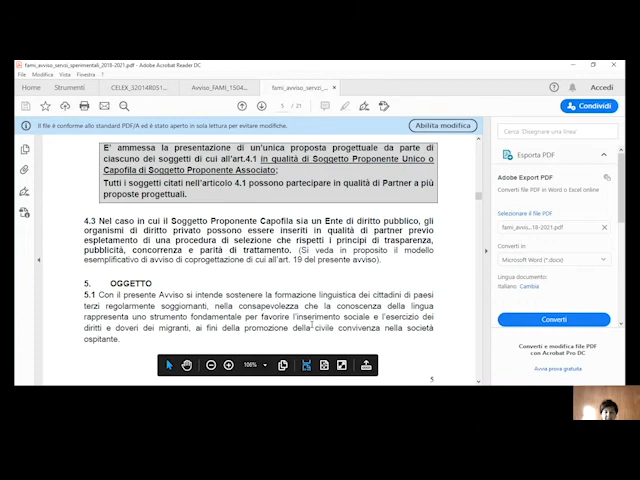 fami_avviso_servzi_sperimentali_2018-2021.pdf - Adobe Acrobat Reader DC
File Modifica Vista Finestra ?
Home Strumenti CELEX_32014R051... Avviso_FAMI_1504... fami_avviso_servzi_... × Accedi
5 / 21 Condividi
Il file è conforme allo standard PDF/A ed è stato aperto in sola lettura per evitare modifiche. Abilita modifica
E' ammessa la presentazione di un'unica proposta progettuale da parte di
ciascuno dei soggetti di cui all'art.4.1 in qualità di Soggetto Proponente Unico o
Capofila di Soggetto Proponente Associato;
Tutti i soggetti citati nell'articolo 4.1 possono partecipare in qualità di Partner a più
proposte progettuali.
4.3 Nel caso in cui il Soggetto Proponente Capofila sia un Ente di diritto pubblico, gli
organismi di diritto privato possono essere inseriti in qualità di partner previo
espletamento di una procedura di selezione che rispetti i principi di trasparenza,
pubblicità, concorrenza e parità di trattamento. (Si veda in proposito il modello
esemplificativo di avviso di coprogettazione di cui all'art. 19 del presente avviso).
5. OGGETTO
5.1 Con il presente Avviso si intende sostenere la formazione linguistica dei cittadini di paesi
terzi regolarmente soggiornanti, nella consapevolezza che la conoscenza della lingua
rappresenta uno strumento fondamentale per favorire l'inserimento sociale e l'esercizio dei
diritti e doveri dei migranti, ai fini della promozione della civile convivenza nella società
ospitante.
106%
5
Cerca 'Disegnare una linea'
Esporta PDF
Adobe Export PDF
Converti file PDF in Word o Excel online
Selezionare il file PDF
fami_avvi...18-2021.pdf ×
Converti in
Microsoft Word (*.docx)
Lingua documento:
Italiano Cambia
Converti
Converti e modifica file PDF
con Acrobat Pro DC
Avvia prova gratuita